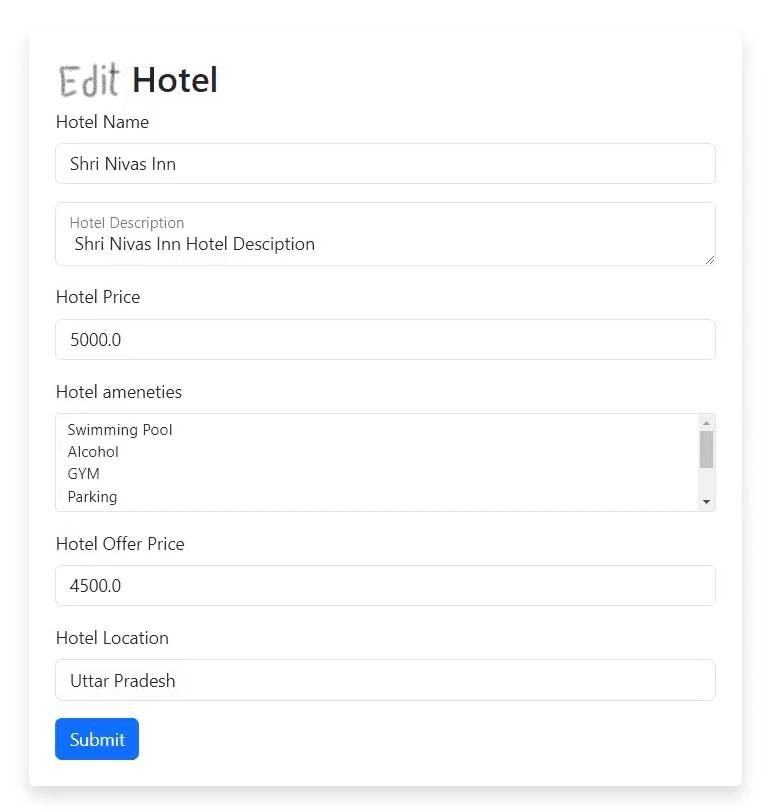 Edit Hotel
Hotel Name
Shri Nivas Inn
Hotel Description
Shri Nivas Inn Hotel Desciption
Hotel Price
5000.0
Hotel ameneties
Swimming Pool
Alcohol
GYM
Parking
Hotel Offer Price
4500.0
Hotel Location
Uttar Pradesh
Submit